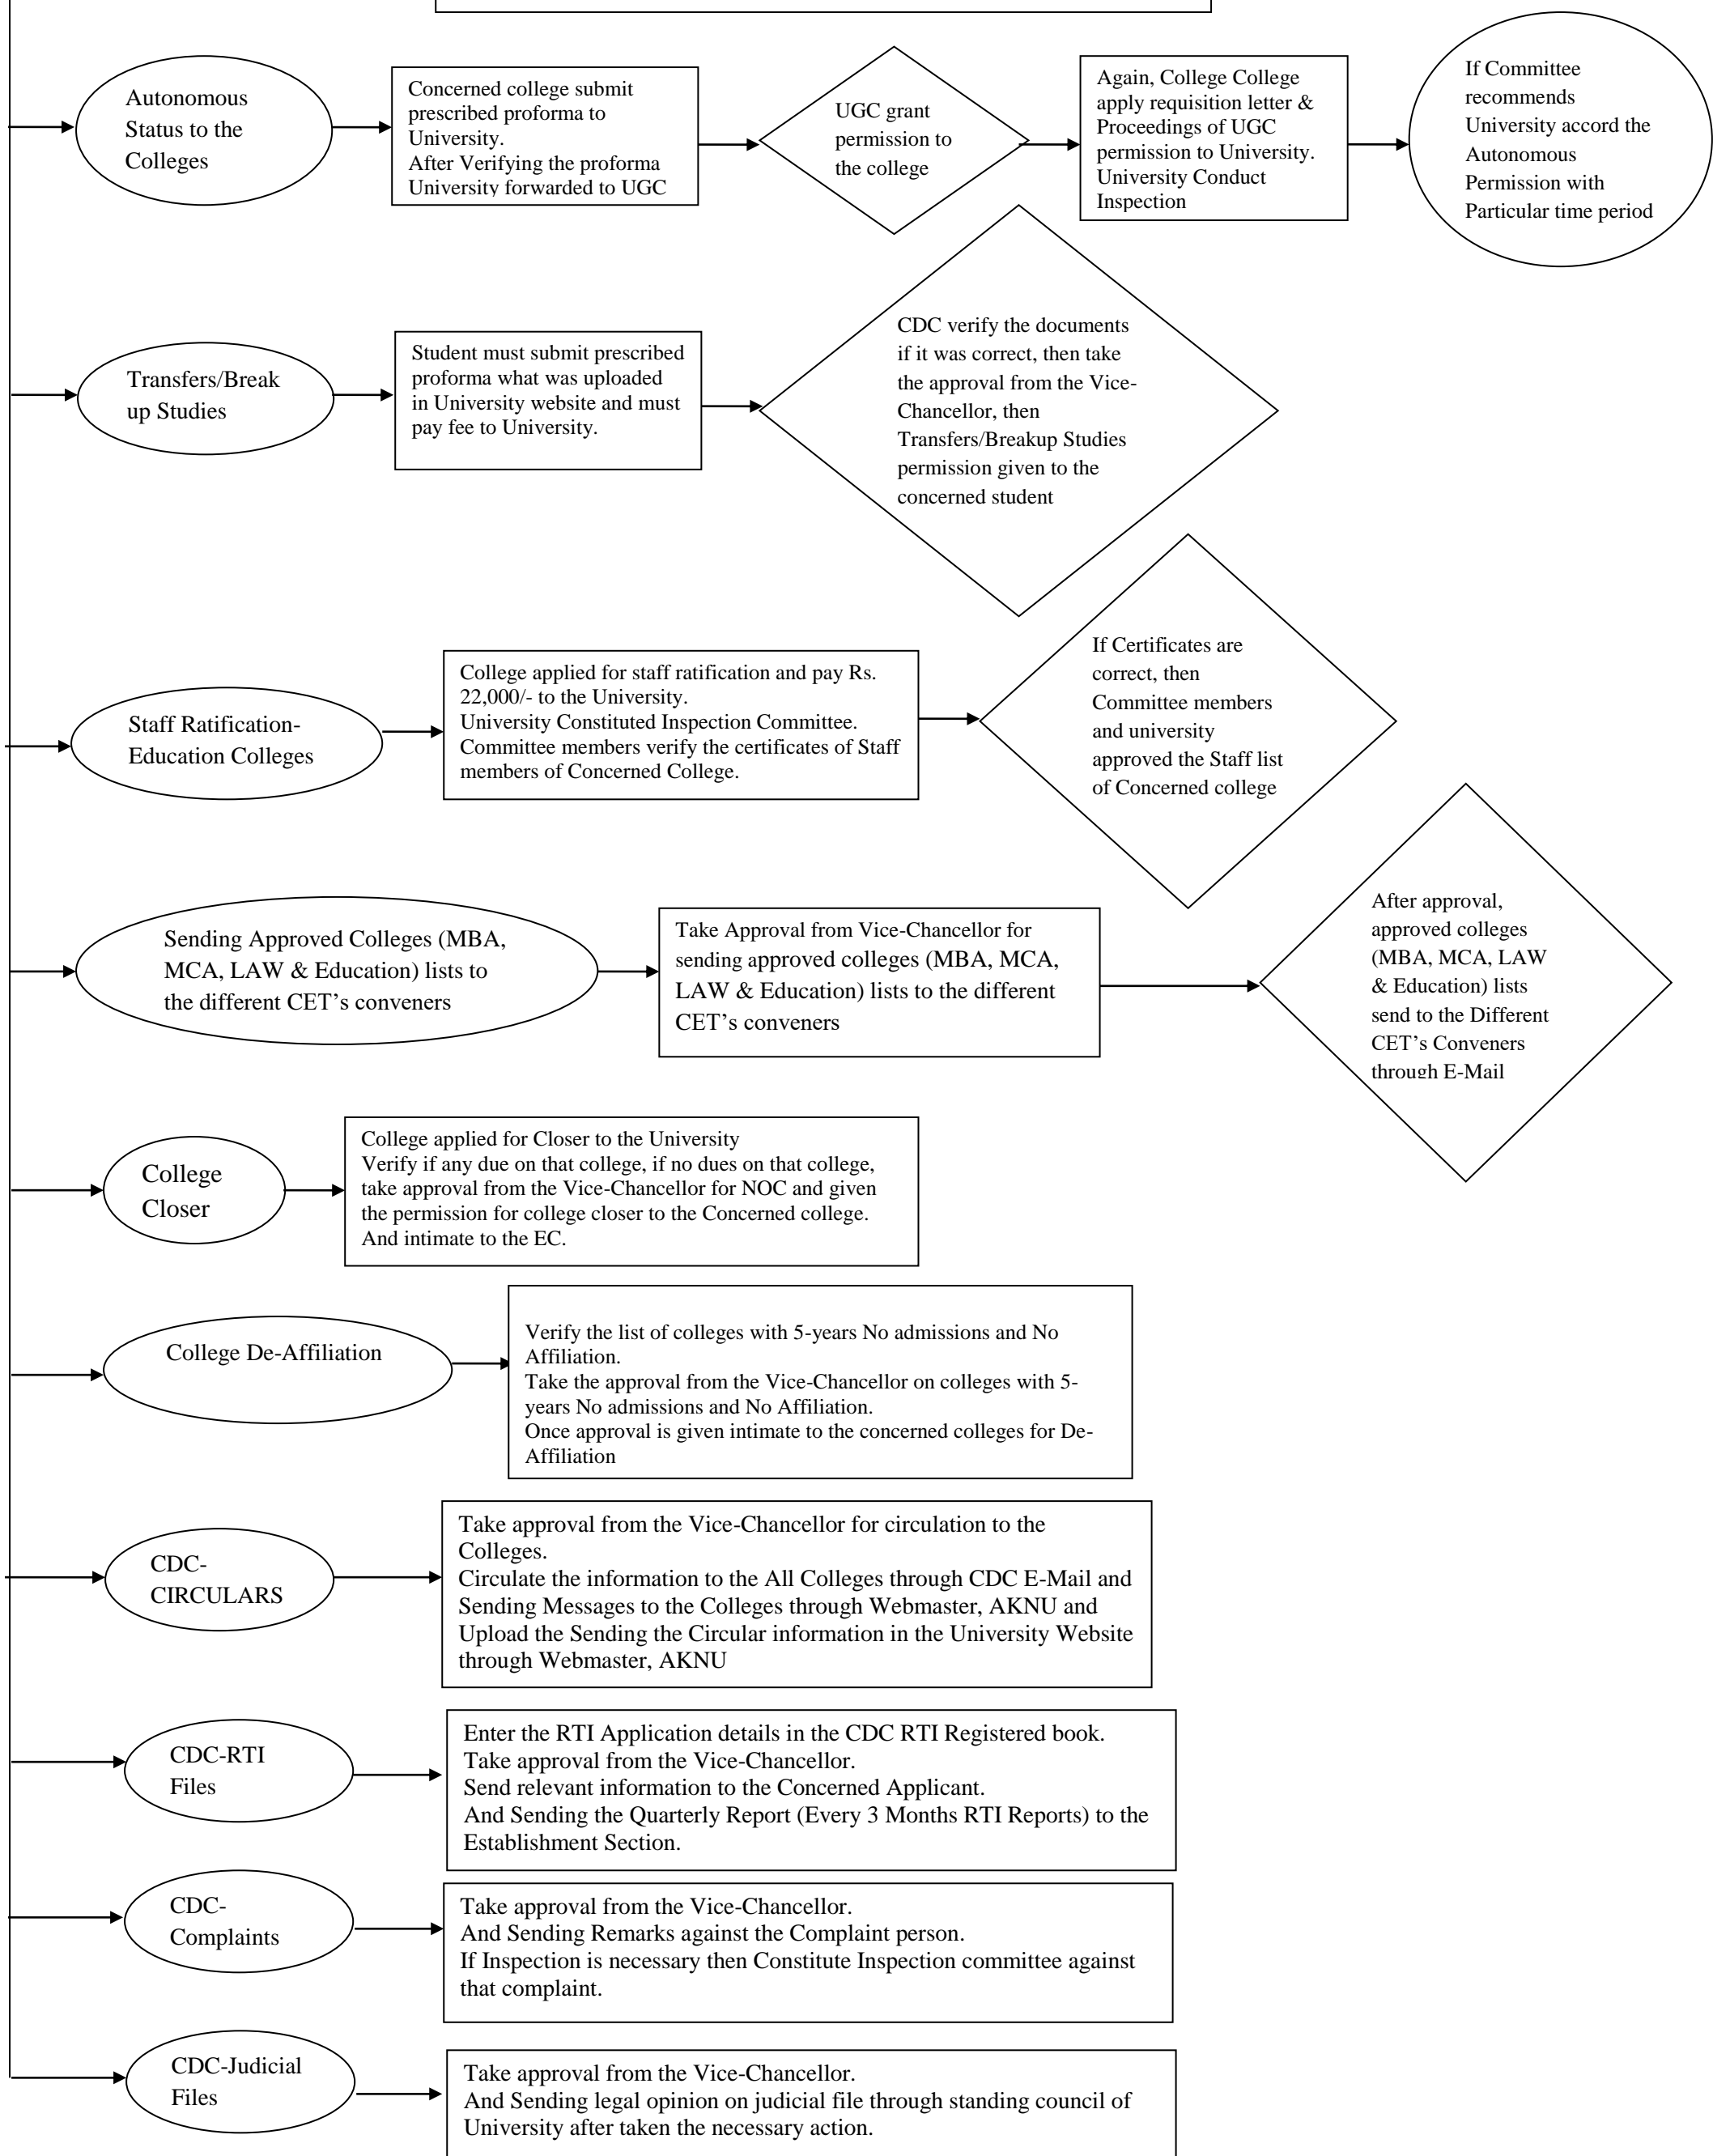 Autonomous
Status to the
Colleges
Concerned college submit
prescribed proforma to
University.
After Verifying the proforma
University forwarded to UGC
UGC grant
permission to
the college
Again, College College
apply requisition letter &
Proceedings of UGC
permission to University.
University Conduct
Inspection
If Committee
recommends
University accord the
Autonomous
Permission with
Particular time period
Transfers/Break
up Studies
Student must submit prescribed
proforma what was uploaded
in University website and must
pay fee to University.
CDC verify the documents
if it was correct, then take
the approval from the Vice-
Chancellor, then
Transfers/Breakup Studies
permission given to the
concerned student
Staff Ratification-
Education Colleges
College applied for staff ratification and pay Rs.
22,000/- to the University.
University Constituted Inspection Committee.
Committee members verify the certificates of Staff
members of Concerned College.
If Certificates are
correct, then
Committee members
and university
approved the Staff list
of Concerned college
Sending Approved Colleges (MBA,
MCA, LAW & Education) lists to
the different CET’s conveners
Take Approval from Vice-Chancellor for
sending approved colleges (MBA, MCA,
LAW & Education) lists to the different
CET’s conveners
After approval,
approved colleges
(MBA, MCA, LAW
& Education) lists
send to the Different
CET’s Conveners
through E-Mail
College
Closer
College applied for Closer to the University
Verify if any due on that college, if no dues on that college,
take approval from the Vice-Chancellor for NOC and given
the permission for college closer to the Concerned college.
And intimate to the EC.
College De-Affiliation
Verify the list of colleges with 5-years No admissions and No
Affiliation.
Take the approval from the Vice-Chancellor on colleges with 5-
years No admissions and No Affiliation.
Once approval is given intimate to the concerned colleges for De-
Affiliation
CDC-
CIRCULARS
Take approval from the Vice-Chancellor for circulation to the
Colleges.
Circulate the information to the All Colleges through CDC E-Mail and
Sending Messages to the Colleges through Webmaster, AKNU and
Upload the Sending the Circular information in the University Website
through Webmaster, AKNU
CDC-RTI
Files
Enter the RTI Application details in the CDC RTI Registered book.
Take approval from the Vice-Chancellor.
Send relevant information to the Concerned Applicant.
And Sending the Quarterly Report (Every 3 Months RTI Reports) to the
Establishment Section.
CDC-
Complaints
Take approval from the Vice-Chancellor.
And Sending Remarks against the Complaint person.
If Inspection is necessary then Constitute Inspection committee against
that complaint.
CDC-Judicial
Files
Take approval from the Vice-Chancellor.
And Sending legal opinion on judicial file through standing council of
University after taken the necessary action.